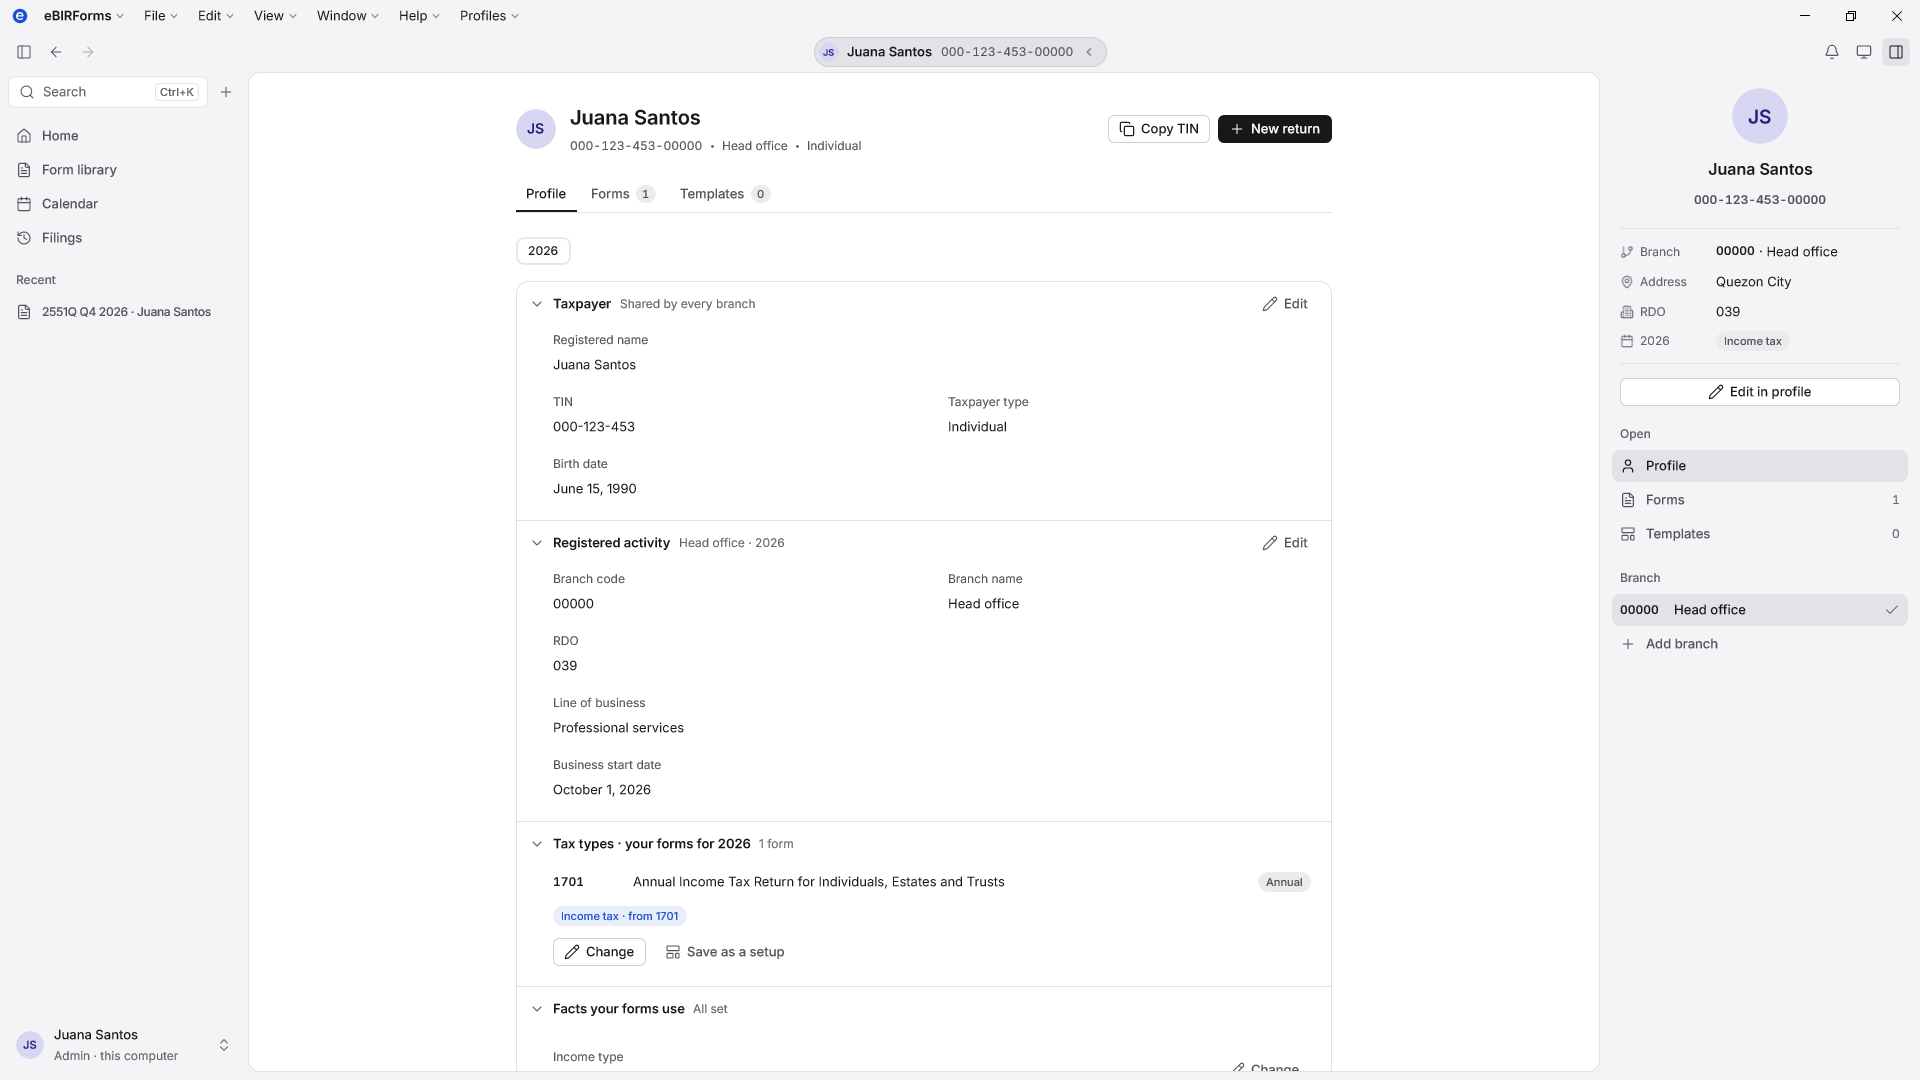 eBIRForms File Edit View Window Help Profiles
JS Juana Santos 000-123-453-00000
Search Ctrl+K
Home
Form library
Calendar
Filings
Recent
2551Q Q4 2026 · Juana Santos
JS Juana Santos
Admin · this computer
JS
Juana Santos
000-123-453-00000 • Head office • Individual
Copy TIN
New return
Profile Forms 1 Templates 0
2026
Taxpayer Shared by every branch Edit
Registered name
Juana Santos
TIN Taxpayer type
000-123-453 Individual
Birth date
June 15, 1990
Registered activity Head office · 2026 Edit
Branch code Branch name
00000 Head office
RDO
039
Line of business
Professional services
Business start date
October 1, 2026
Tax types · your forms for 2026 1 form
1701 Annual Income Tax Return for Individuals, Estates and Trusts Annual
Income tax · from 1701
Change Save as a setup
Facts your forms use All set
Income type
Change
JS
Juana Santos
000-123-453-00000
Branch 00000 · Head office
Address Quezon City
RDO 039
2026 Income tax
Edit in profile
Open
Profile
Forms 1
Templates 0
Branch
00000 Head office
Add branch